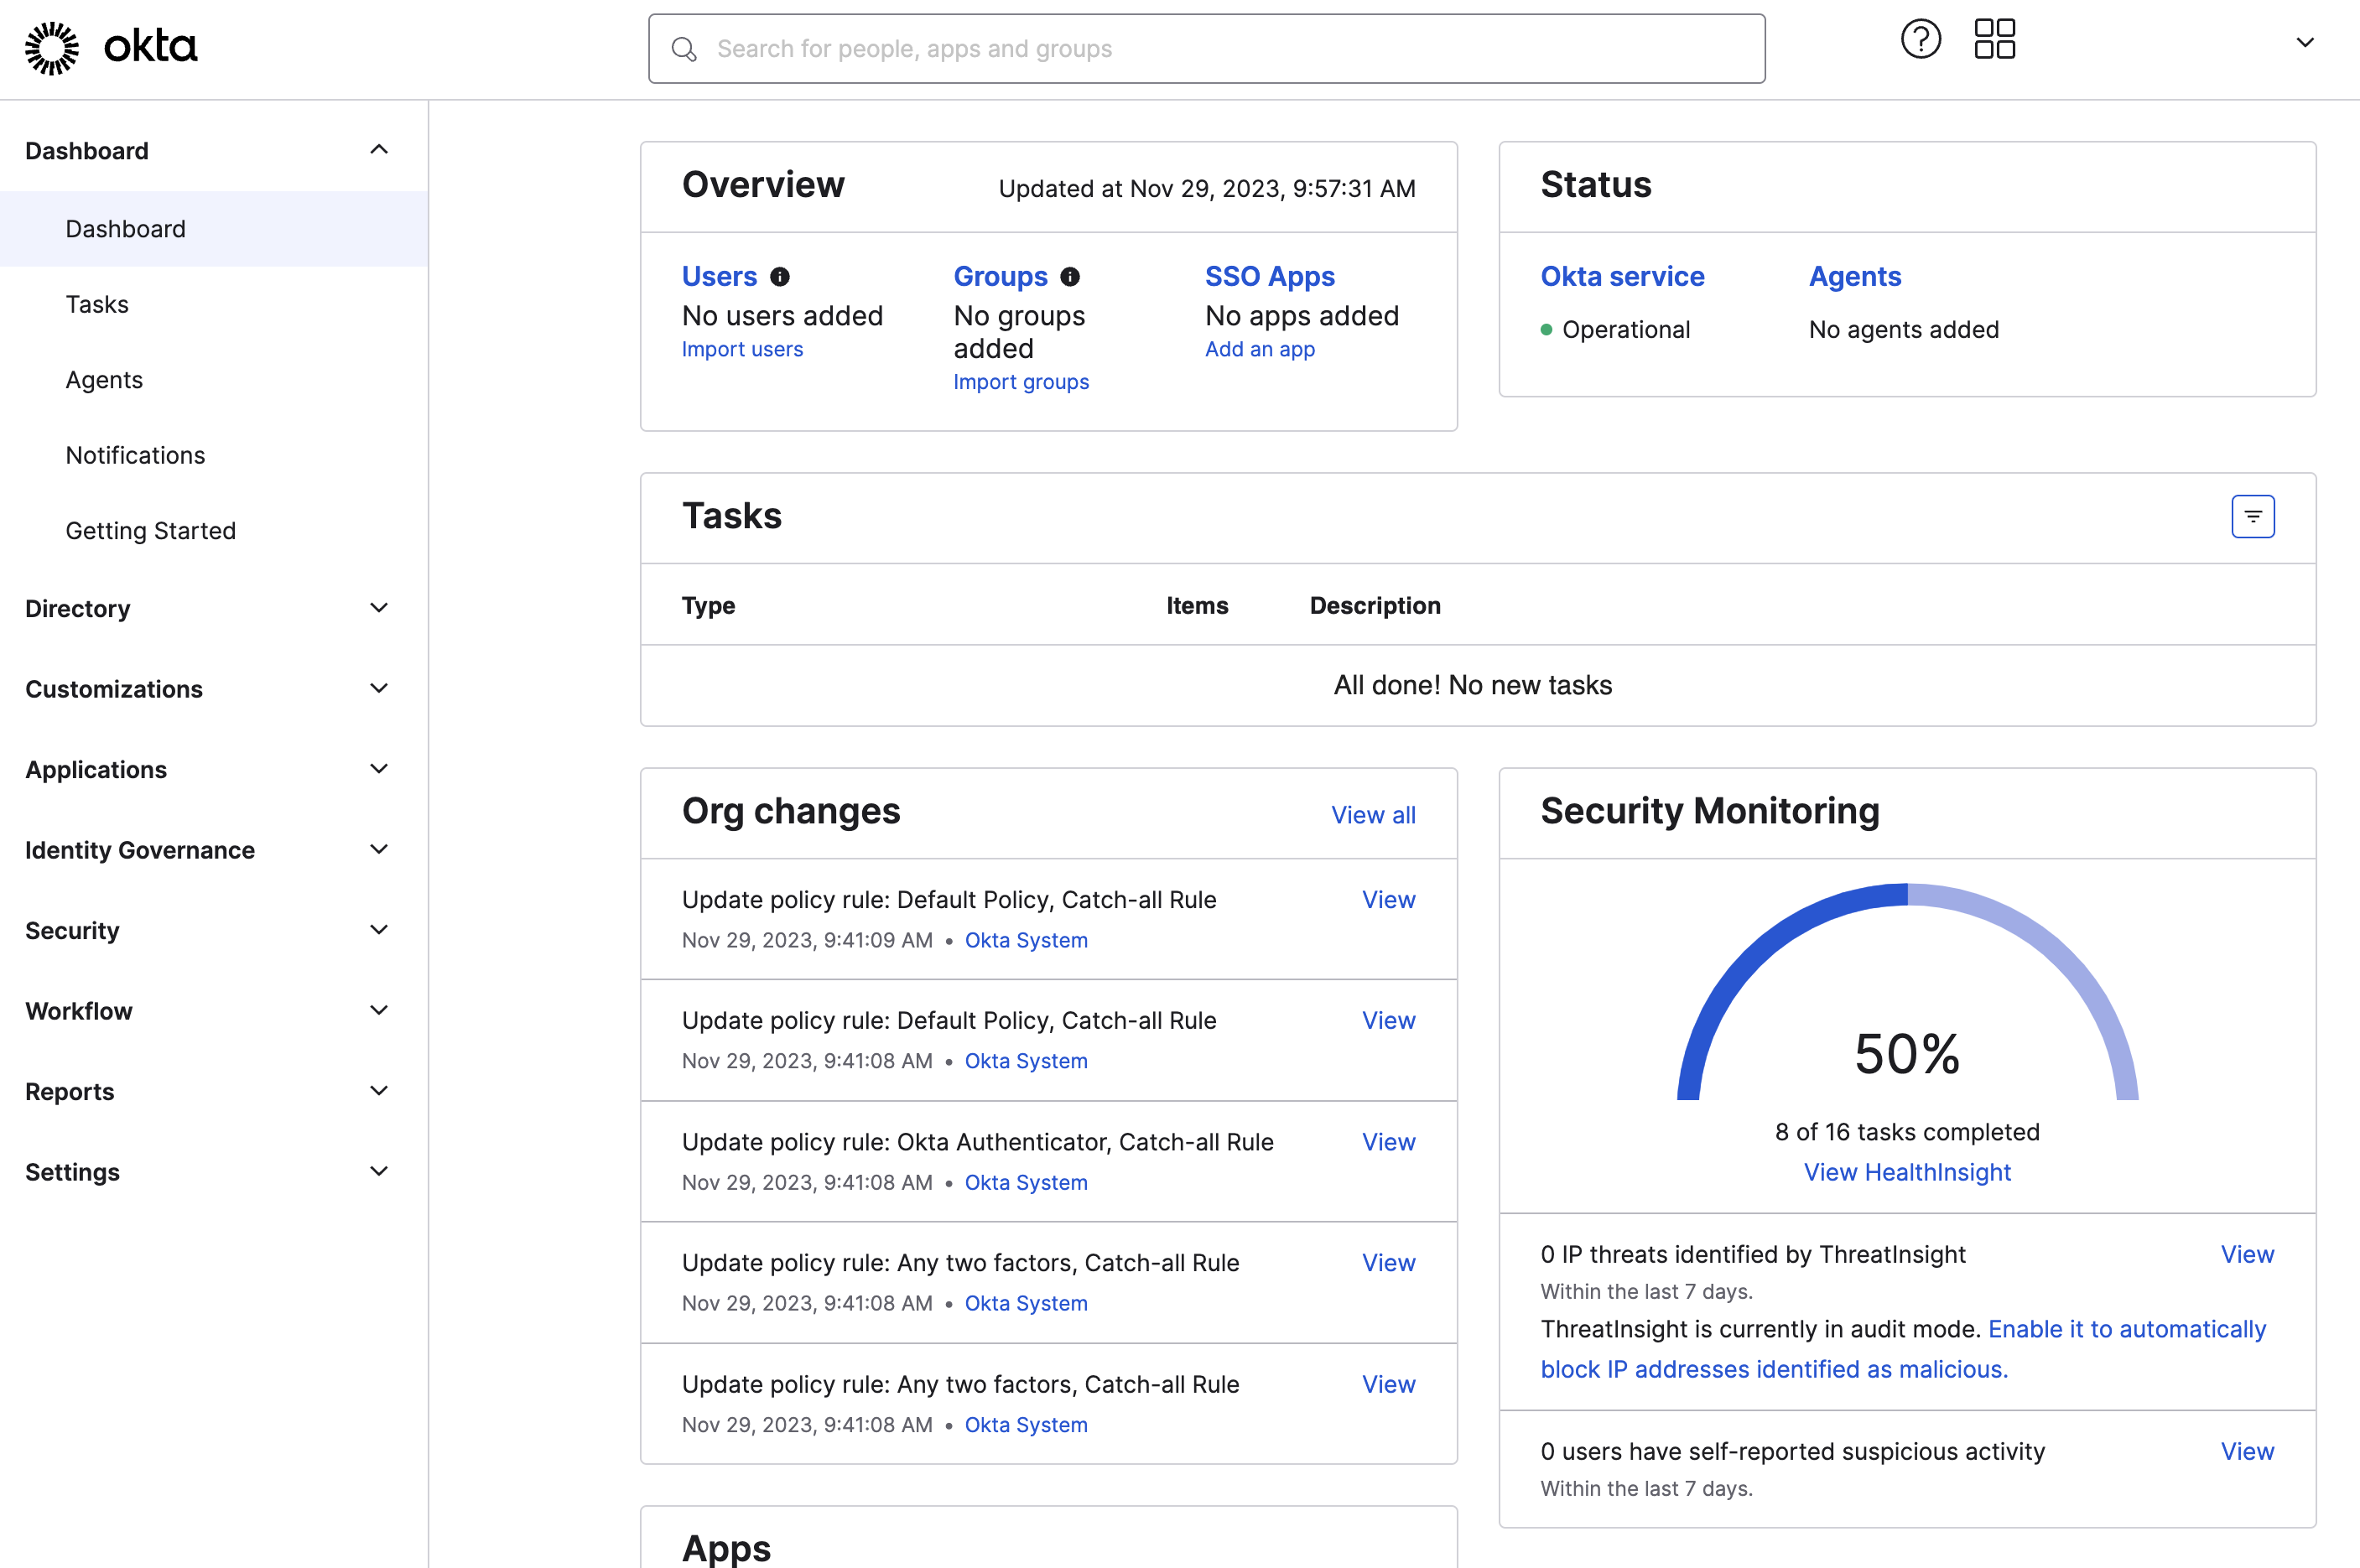 okta
Search for people, apps and groups
Dashboard
Dashboard
Tasks
Agents
Notifications
Getting Started
Directory
Customizations
Applications
Identity Governance
Security
Workflow
Reports
Settings
Overview
Updated at Nov 29, 2023, 9:57:31 AM
Users
No users added
Import users
Groups
No groups
added
Import groups
SSO Apps
No apps added
Add an app
Status
Okta service
Operational
Agents
No agents added
Tasks
Type Items Description
All done! No new tasks
Org changes
View all
Update policy rule: Default Policy, Catch-all Rule
View
Nov 29, 2023, 9:41:09 AM • Okta System
Update policy rule: Default Policy, Catch-all Rule
View
Nov 29, 2023, 9:41:08 AM • Okta System
Update policy rule: Okta Authenticator, Catch-all Rule
View
Nov 29, 2023, 9:41:08 AM • Okta System
Update policy rule: Any two factors, Catch-all Rule
View
Nov 29, 2023, 9:41:08 AM • Okta System
Update policy rule: Any two factors, Catch-all Rule
View
Nov 29, 2023, 9:41:08 AM • Okta System
Security Monitoring
50%
8 of 16 tasks completed
View HealthInsight
0 IP threats identified by ThreatInsight
View
Within the last 7 days.
ThreatInsight is currently in audit mode. Enable it to automatically
block IP addresses identified as malicious.
0 users have self-reported suspicious activity
View
Within the last 7 days.
Apps